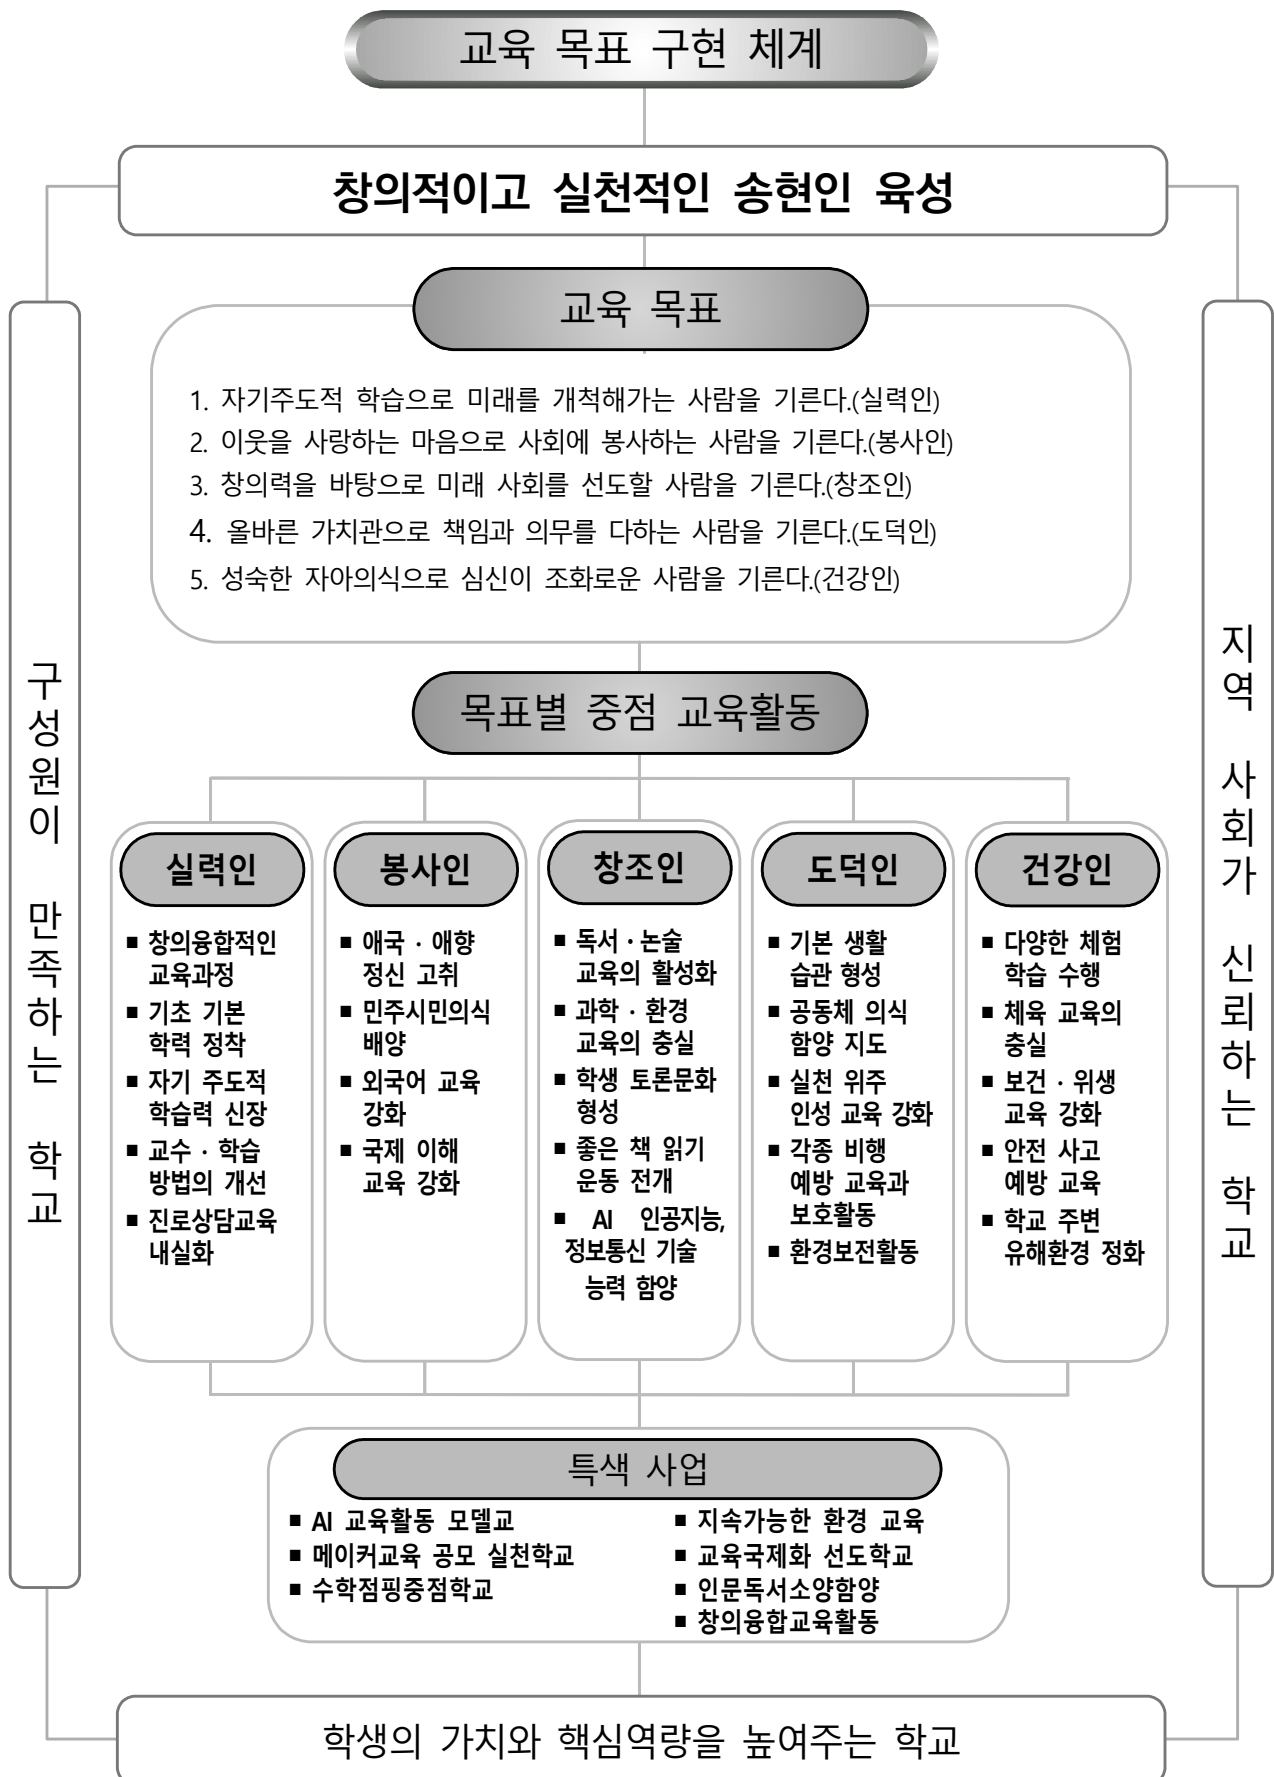 교육 목표 구현 체계
창의적이고 실천적인 송현인 육성
교육 목표
1. 자기주도적 학습으로 미래를 개척해가는 사람을 기른다.(실력인)
2. 이웃을 사랑하는 마음으로 사회에 봉사하는 사람을 기른다.(봉사인)
3. 창의력을 바탕으로 미래 사회를 선도할 사람을 기른다.(창조인)
4. 올바른 가치관으로 책임과 의무를 다하는 사람을 기른다.(도덕인)
5. 성숙한 자아의식으로 심신이 조화로운 사람을 기른다.(건강인)
구성원이 만족하는 학교
지역 사회가 신뢰하는 학교
목표별 중점 교육활동
실력인
■ 창의융합적인
교육과정
■ 기초 기본
학력 정착
■ 자기 주도적
학습력 신장
■ 교수 · 학습
방법의 개선
■ 진로상담교육
내실화
봉사인
■ 애국 · 애향
정신 고취
■ 민주시민의식
배양
■ 외국어 교육
강화
■ 국제 이해
교육 강화
창조인
■ 독서 · 논술
교육의 활성화
■ 과학 · 환경
교육의 충실
■ 학생 토론문화
형성
■ 좋은 책 읽기
운동 전개
■ AI 인공지능,
정보통신 기술
능력 함양
도덕인
■ 기본 생활
습관 형성
■ 공동체 의식
함양 지도
■ 실천 위주
인성 교육 강화
■ 각종 비행
예방 교육과
보호활동
■ 환경보전활동
건강인
■ 다양한 체험
학습 수행
■ 체육 교육의
충실
■ 보건 · 위생
교육 강화
■ 안전 사고
예방 교육
■ 학교 주변
유해환경 정화
특색 사업
■ AI 교육활동 모델교
■ 메이커교육 공모 실천학교
■ 수학점핑중점학교
■ 지속가능한 환경 교육
■ 교육국제화 선도학교
■ 인문독서소양함양
■ 창의융합교육활동
학생의 가치와 핵심역량을 높여주는 학교